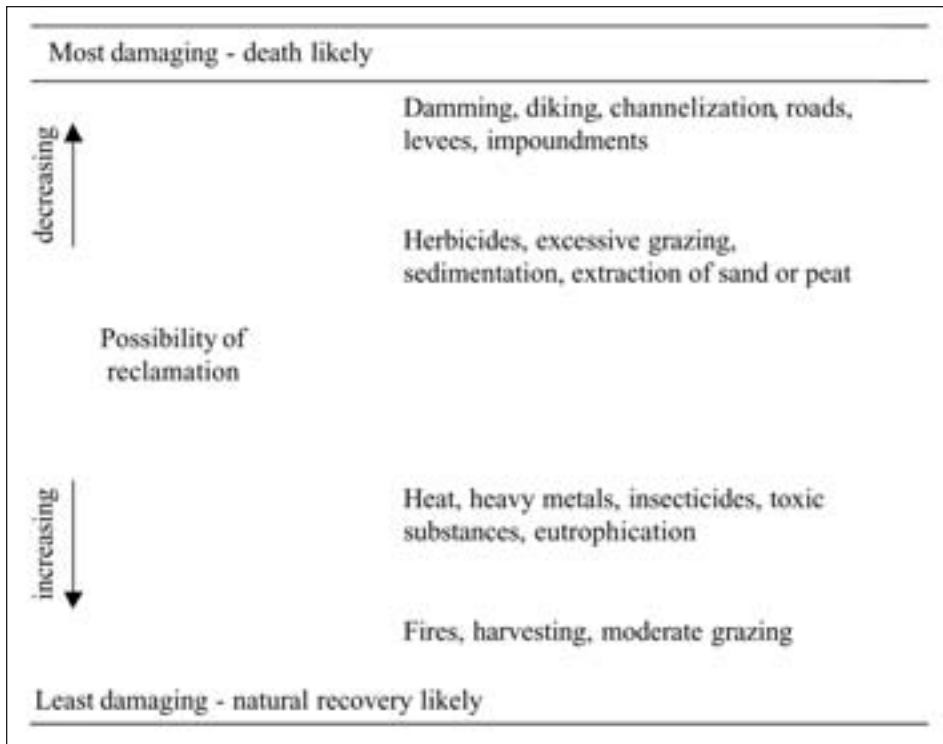 Most damaging - death likely
decreasing
Damming, diking, channelization, roads,
levees, impoundments
Herbicides, excessive grazing,
sedimentation, extraction of sand or peat
Possibility of
reclamation
increasing
Heat, heavy metals, insecticides, toxic
substances, eutrophication
Fires, harvesting, moderate grazing
Least damaging - natural recovery likely